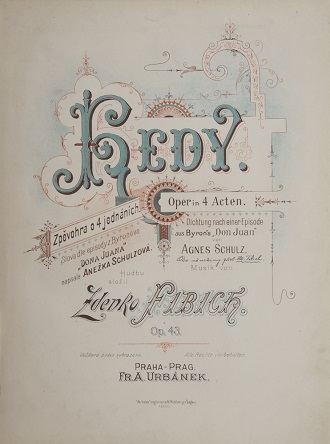 HEDY.
Zpěvohra o 4 jednáních.
Slova dle episody z Byronova
„DONA JUANA"
napsala ANEŽKA SCHULZOVÁ.
Hudbu
složil
Oper in 4 Acten.
Dichtung nach einer Episode
aus Byron's „Don Juan"
von
AGNES SCHULZ.
Musik von
Zdenko FIBICH.
Op. 43.
PRAHA-PRAG.
FR. A. URBÁNEK.